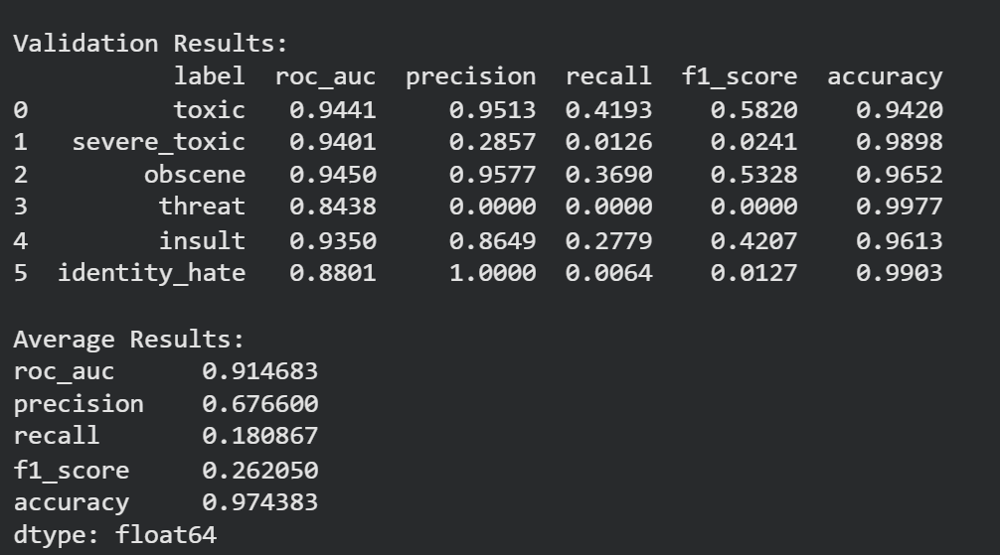 Validation Results:
label roc_auc precision recall f1_score accuracy
0 toxic 0.9441 0.9513 0.4193 0.5820 0.9420
1 severe_toxic 0.9401 0.2857 0.0126 0.0241 0.9898
2 obscene 0.9450 0.9577 0.3690 0.5328 0.9652
3 threat 0.8438 0.0000 0.0000 0.0000 0.9977
4 insult 0.9350 0.8649 0.2779 0.4207 0.9613
5 identity_hate 0.8801 1.0000 0.0064 0.0127 0.9903
Average Results:
roc_auc 0.914683
precision 0.676600
recall 0.180867
f1_score 0.262050
accuracy 0.974383
dtype: float64